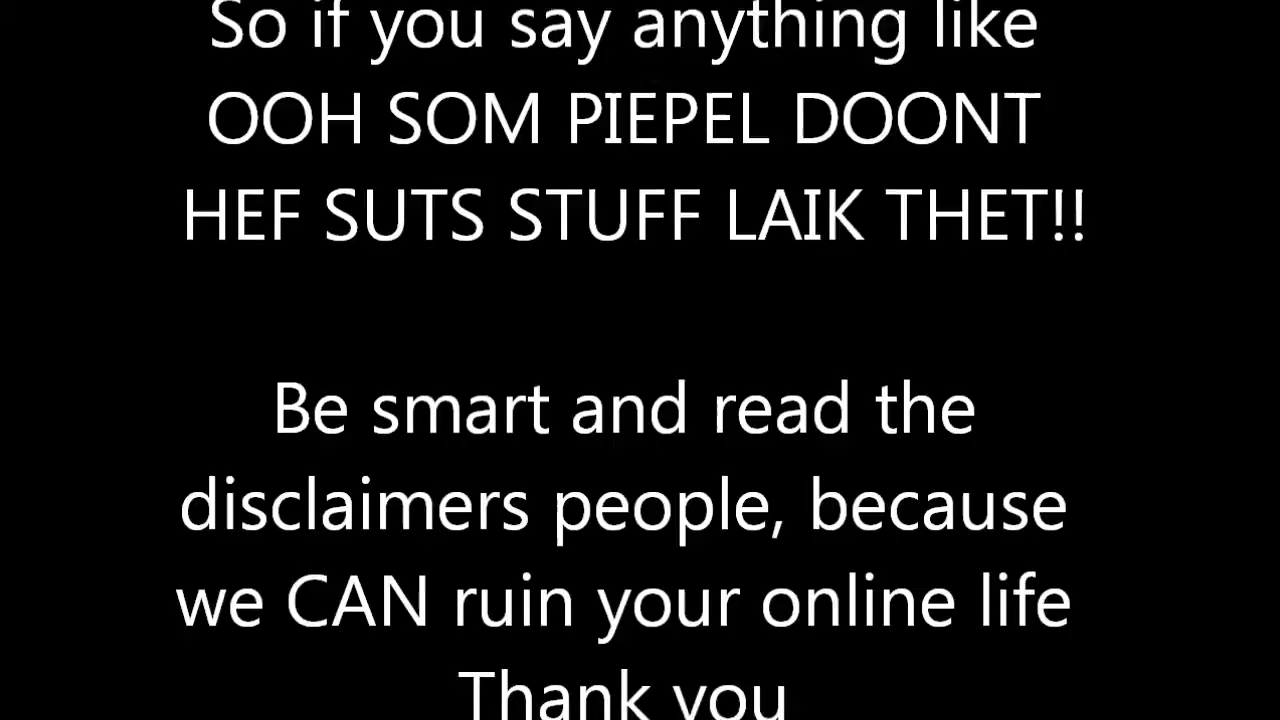 So if you say anything like
OOH SOM PIEPEL DOONT
HEF SUTS STUFF LAIK THET!!
Be smart and read the
disclaimers people, because
we CAN ruin your online life
Thank you